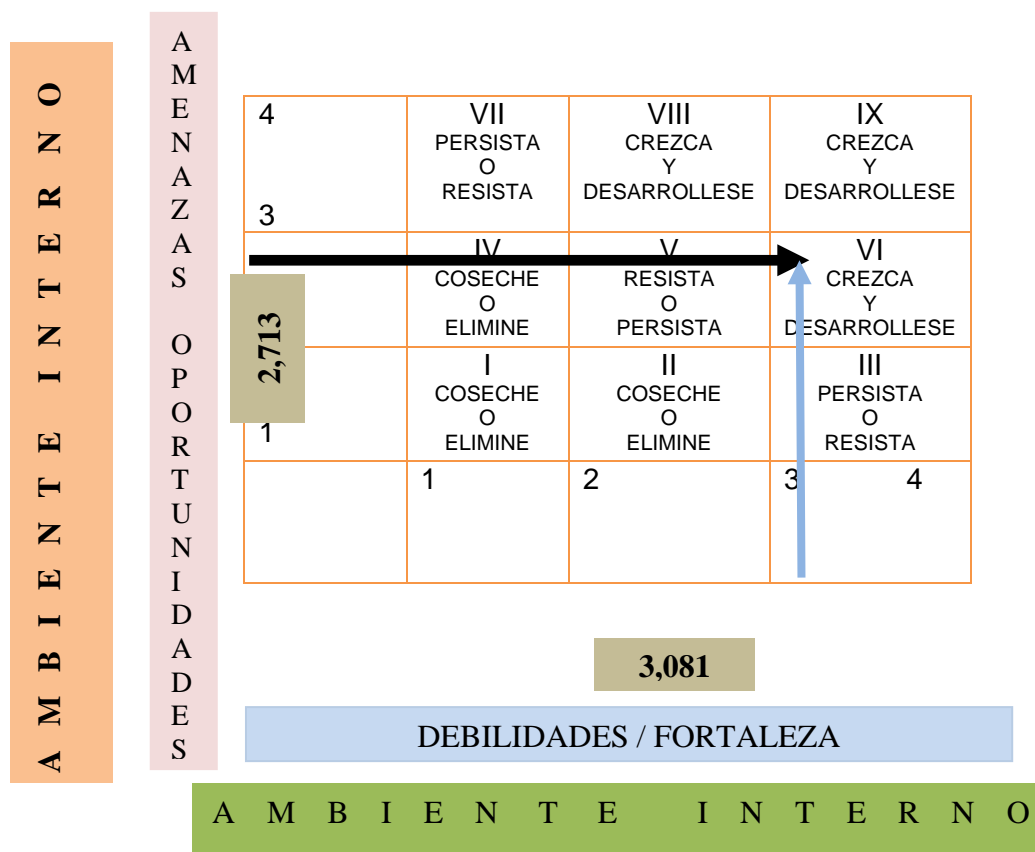 AMBIENTE INTERNO
AMENAZAS OPORTUNIDADES
4
3
VII
PERSISTA
O
RESISTA
VIII
CREZCA
Y
DESARROLLESE
IX
CREZCA
Y
DESARROLLESE
2,713
IV
COSECHE
O
ELIMINE
V
RESISTA
O
PERSISTA
VI
CREZCA
Y
DESARROLLESE
1
I
COSECHE
O
ELIMINE
II
COSECHE
O
ELIMINE
III
PERSISTA
O
RESISTA
1
2
3 4
3,081
DEBILIDADES / FORTALEZA
AMBIENTE INTERNO